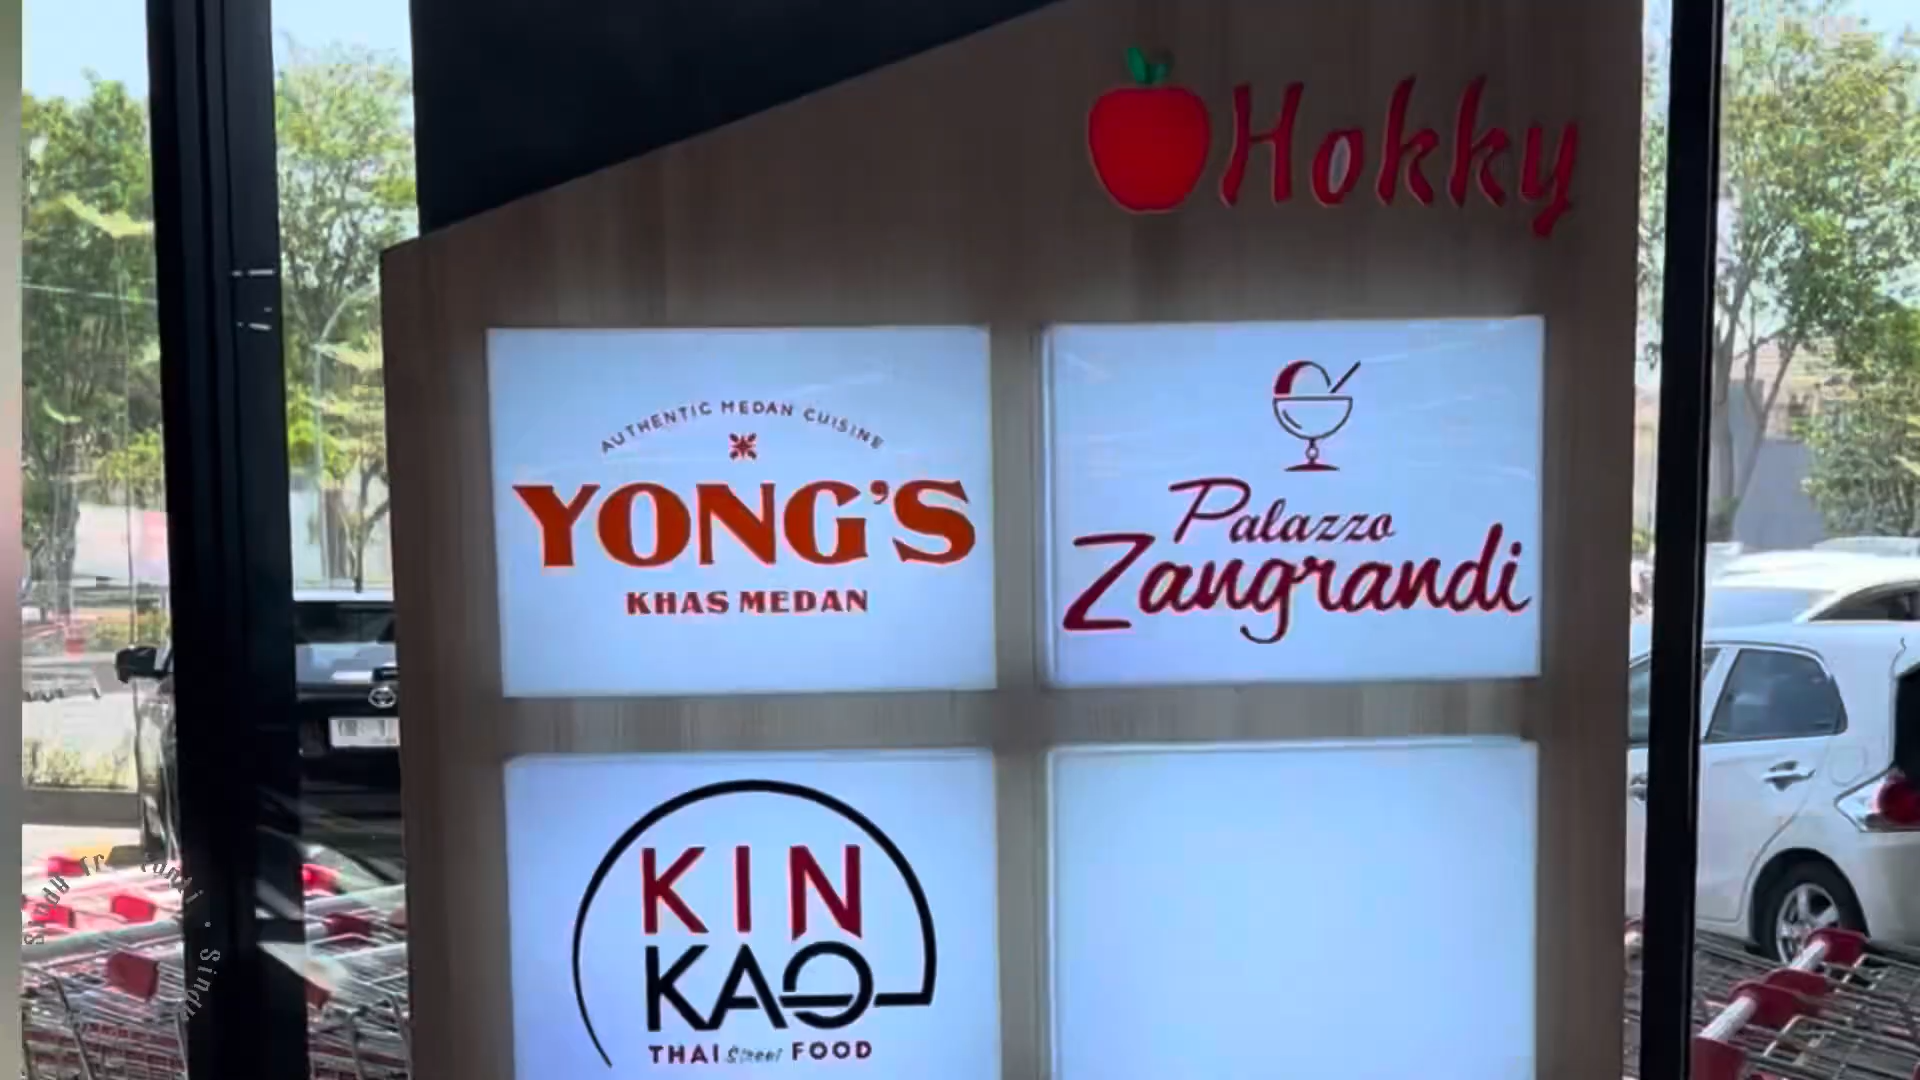 Hokky
AUTHENTIC MEDAN CUISINE
YONG'S
KHAS MEDAN
Palazzo
Zangrandi
KIN
KAO
THAI Street FOOD